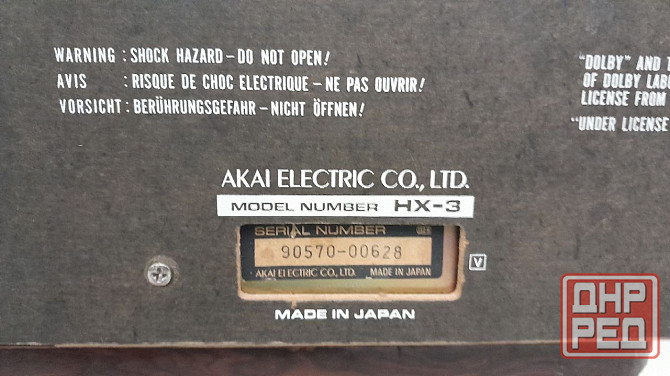 WARNING : SHOCK HAZARD – DO NOT OPEN!
AVIS : RISQUE DE CHOC ELECTRIQUE – NE PAS OUVRIR!
VORSICHT : BERÜHRUNGSGEFAHR – NICHT ÖFFNEN!
"DOLBY" AND T
OF DOLBY LABO
LICENSE FROM
"UNDER LICENSE
AKAI ELECTRIC CO., LTD.
MODEL NUMBER HX-3
SERIAL NUMBER
90570-00628
AKAI ELECTRIC CO., LTD. MADE IN JAPAN
V
MADE IN JAPAN
ДНР
РЕД